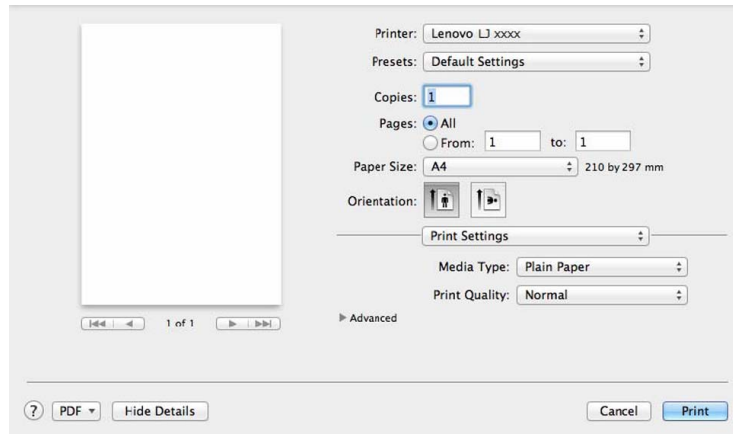 Printer: Lenovo LJ xxxx
Presets: Default Settings
Copies: 1
Pages: All
From: 1 to: 1
Paper Size: A4 210 by 297 mm
Orientation:
Print Settings
Media Type: Plain Paper
Print Quality: Normal
Advanced
1 of 1
? PDF Hide Details Cancel Print